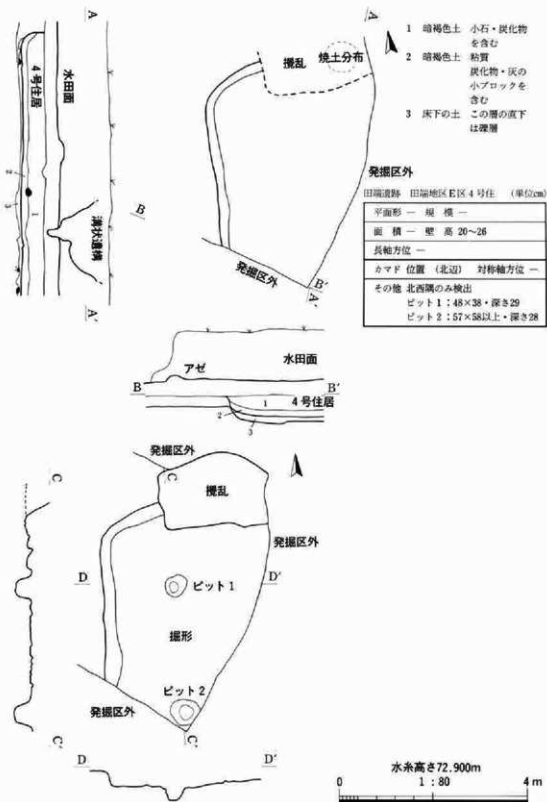 A
4号住居
水田面
2
3
1
溝状遺構
A'
A
攪乱
焼土分布
発掘区外
B
発掘区外
B'
A'
1 暗褐色土 小石・炭化物
を含む
2 暗褐色土 粘質
炭化物・灰の
小ブロックを
含む
3 床下の土 この層の直下
は礫層
田端遺跡 田端地区E区4号住 (単位cm)
平面形 ― 規 模 ―
面 積 ― 壁 高 20〜26
長軸方位 ―
カマド 位置 (北辺) 対称軸方位 ―
その他 北西隅のみ検出
ピット1:48×38・深さ29
ピット2:57×58以上・深さ28
水田面
アゼ
B
B'
1
4号住居
2
3
発掘区外
C
C
攪乱
発掘区外
D
D'
ピット1
掘形
ピット2
発掘区外
C'
C'
D
D'
水糸高さ72.900m
0
1:80
4m